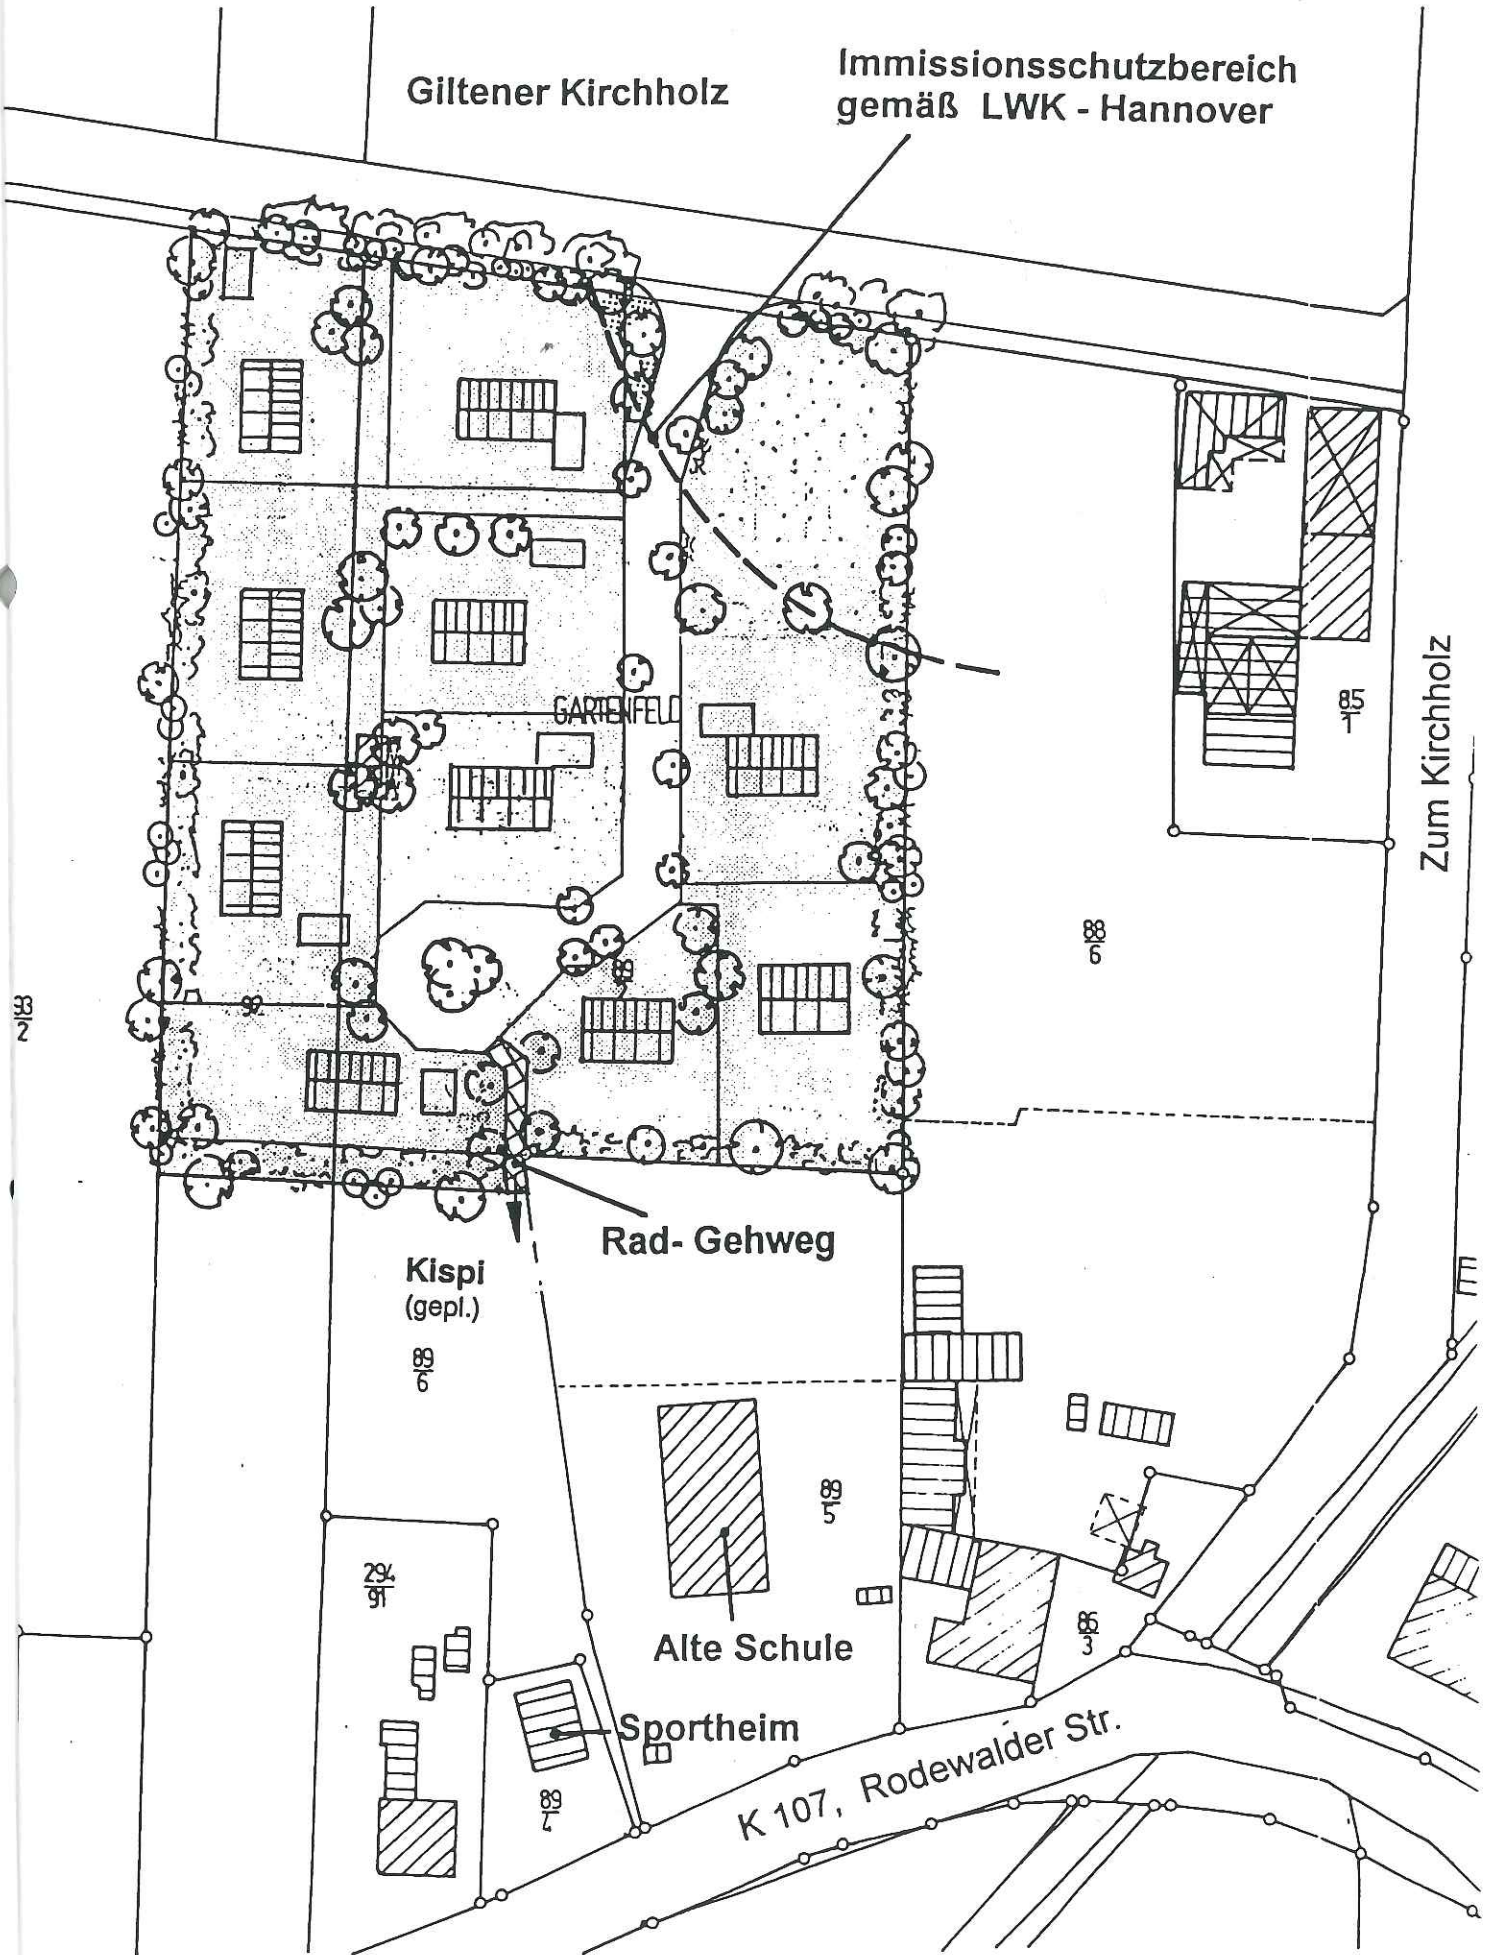 Immissionsschutzbereich
gemäß LWK - Hannover
Giltener Kirchholz
GARTENFELD
85
1
Zum Kirchholz
88
6
89
92
93
2
Rad- Gehweg
Kispi
(gepl.)
89
6
89
5
294
91
Alte Schule
86
3
Sportheim
89
4
K 107, Rodewalder Str.